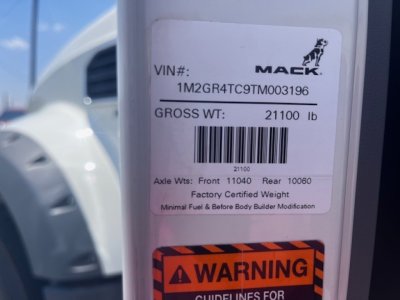 MACK
VIN#:
1M2GR4TC9TM003196
GROSS WT: 21100 lb
21100
Axle Wts: Front 11040 Rear 10060
Factory Certified Weight
Minimal Fuel & Before Body Builder Modification
WARNING
GUIDELINES FOR